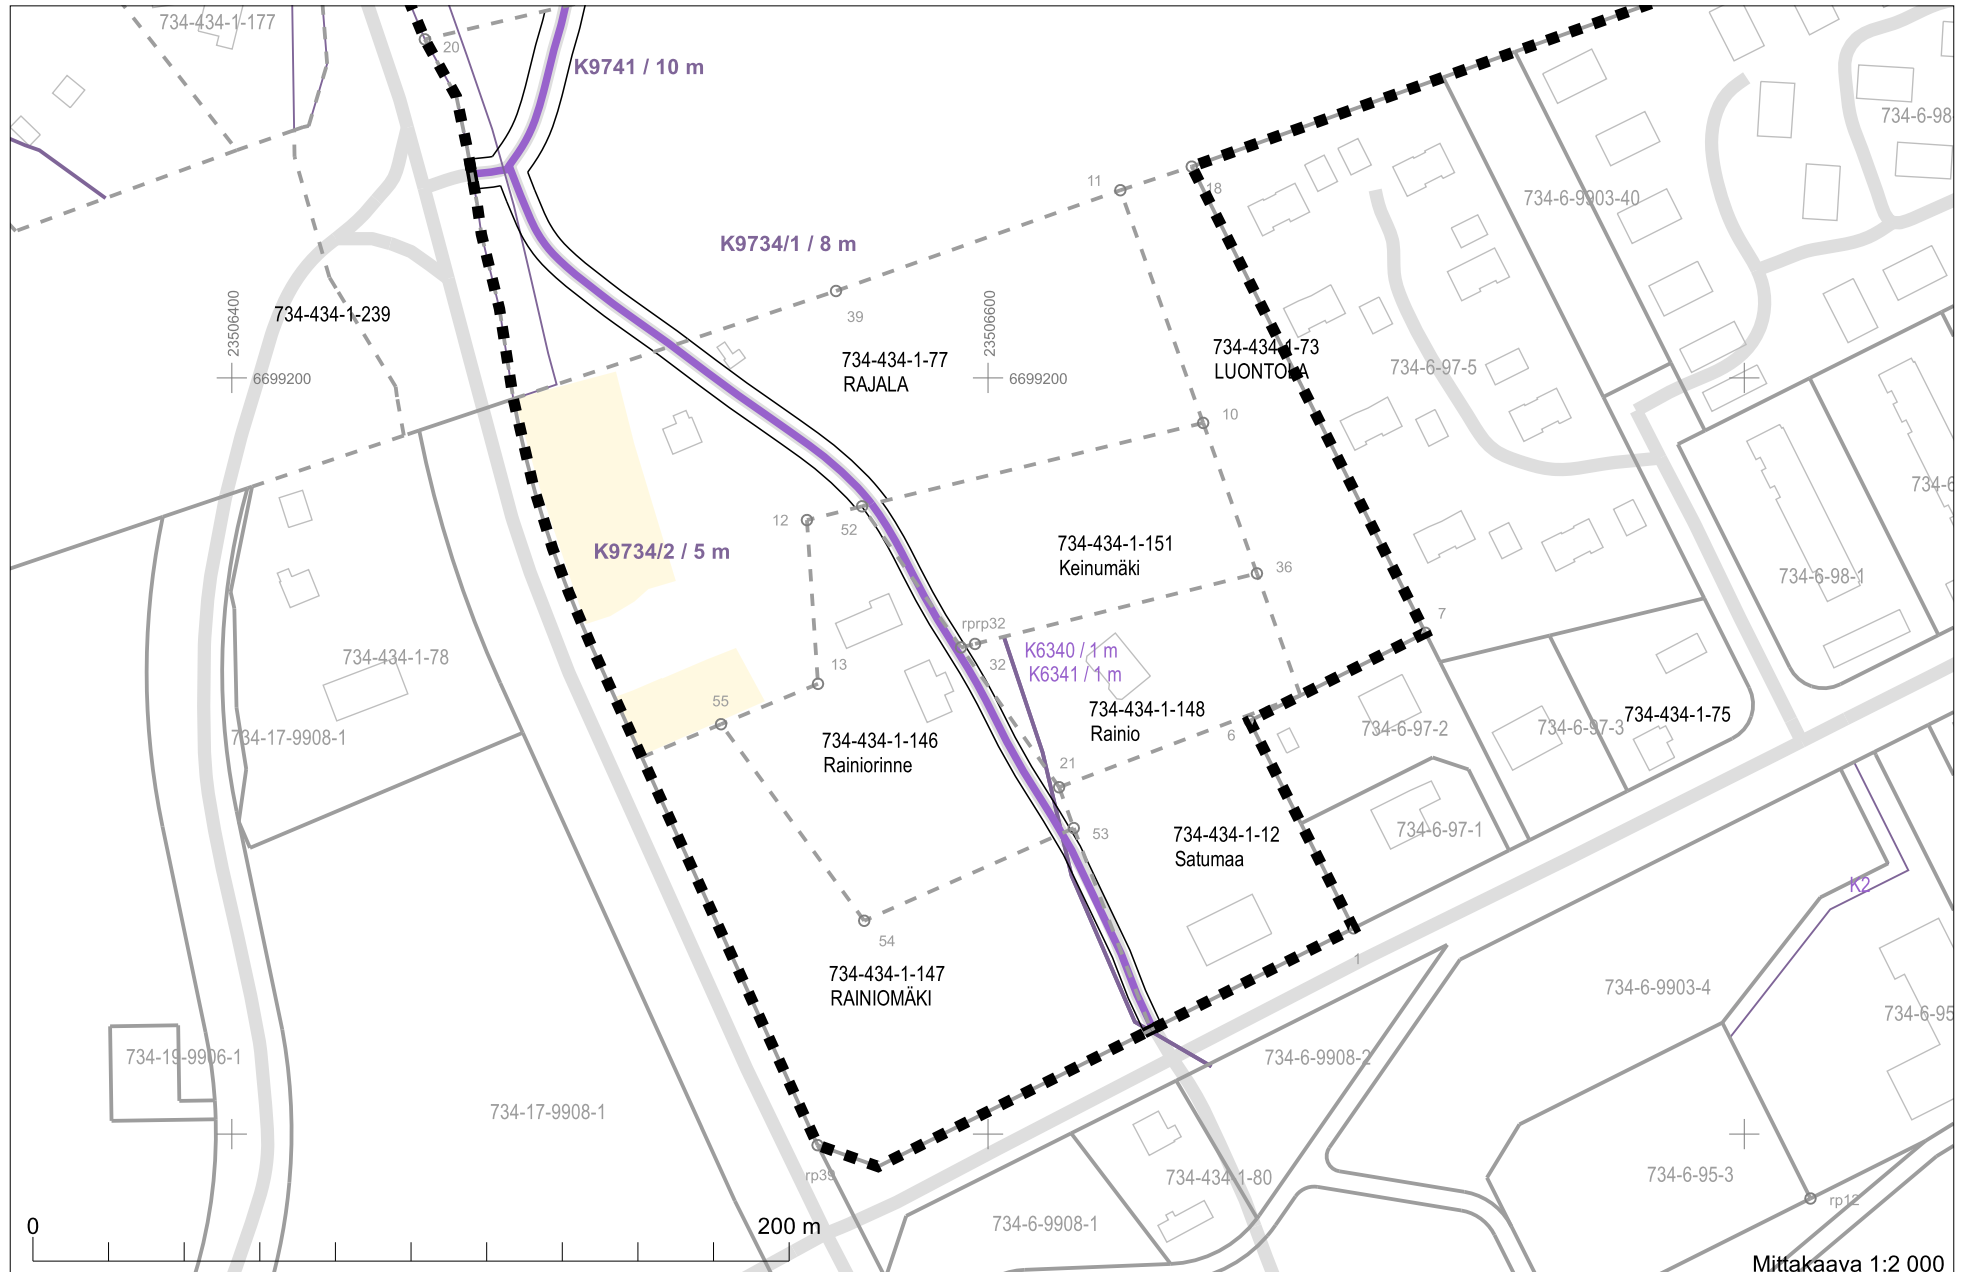 734-434-1-177
20
K9741 / 10 m
734-6-98-
11
18
734-6-9903-40
K9734/1 / 8 m
23506400
734-434-1-239
23506600
39
734-434-1-77
RAJALA
734-434-1-73
LUONTOLA
734-6-97-5
6699200
6699200
10
734-6
12
52
K9734/2 / 5 m
734-434-1-151
Keinumäki
36
734-6-98-1
7
rprp32
32
K6340 / 1 m
K6341 / 1 m
734-434-1-78
13
55
734-434-1-148
Rainio
734-17-9908-1
734-434-1-146
Rainiorinne
6
734-6-97-2
734-6-97-3
734-434-1-75
21
53
734-434-1-12
Satumaa
734-6-97-1
K2
54
1
734-434-1-147
RAINIOMÄKI
734-6-9903-4
734-6-95
734-19-9906-1
734-6-9908-2
734-17-9908-1
rp39
734-434-1-80
734-6-95-3
rp12
734-6-9908-1
0
200 m
Mittakaava 1:2 000